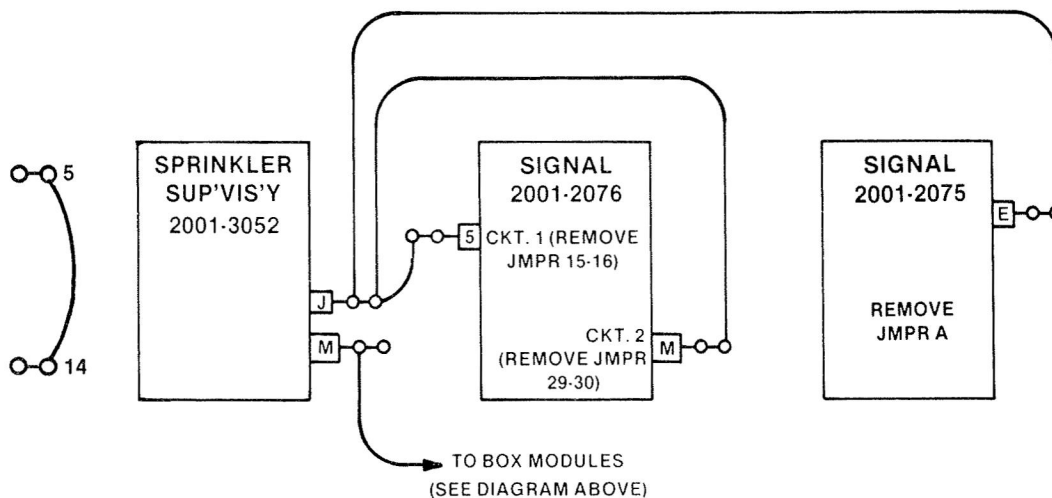 5
14
SPRINKLER
SUP'VIS'Y
2001-3052
J
M
SIGNAL
2001-2076
5
CKT. 1 (REMOVE
JMPR 15-16)
CKT. 2
(REMOVE JMPR
29-30)
M
SIGNAL
2001-2075
E
REMOVE
JMPR A
TO BOX MODULES
(SEE DIAGRAM ABOVE)